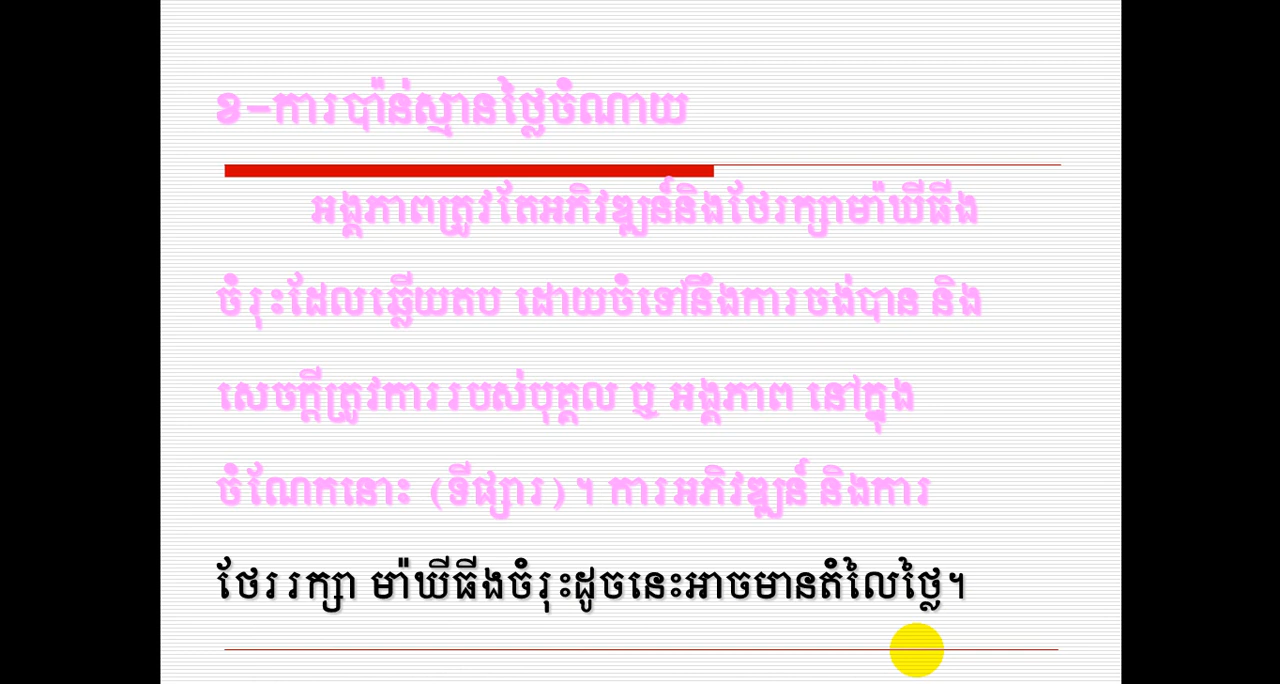 ខ-ការប៉ាន់ស្មានថ្លៃចំណាយ
អង្គភាពត្រូវតែអភិវឌ្ឍន៍និងថែរក្សាម៉ាឃីធីង
ចំរុះដែលឆ្លើយតប ដោយចំទៅនឹងការចង់បាន និង
សេចក្តីត្រូវការរបស់បុគ្គល ឬ អង្គភាព នៅក្នុង
ចំណែកនោះ (ទីផ្សារ)។ ការអភិវឌ្ឍន៍ និងការ
ថែររក្សា ម៉ាឃីធីងចំរុះដូចនេះអាចមានតំលៃថ្លៃ។